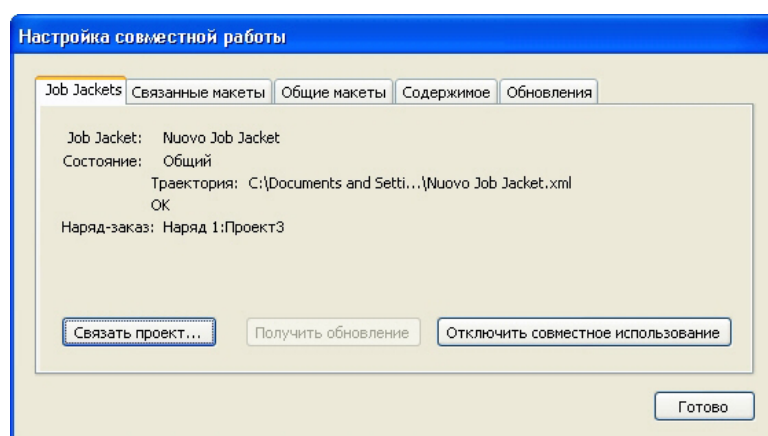 Настройка совместной работы
Job Jackets Связанные макеты Общие макеты Содержимое Обновления
Job Jacket: Nuovo Job Jacket
Состояние: Общий
Траектория: C:\Documents and Setti...\Nuovo Job Jacket.xml
ОК
Наряд-заказ: Наряд 1:Проект3
Связать проект... Получить обновление Отключить совместное использование
Готово